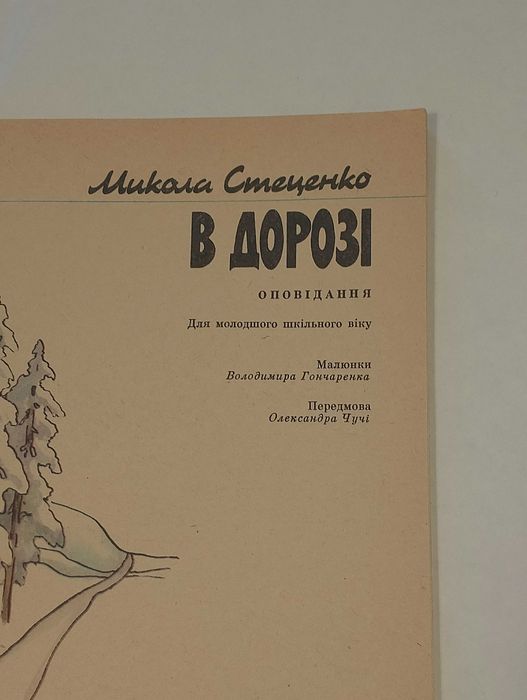 Микола Стеценко
В ДОРОЗІ
ОПОВІДАННЯ
Для молодшого шкільного віку
Малюнки
Володимира Гончаренка
Передмова
Олександра Чучі